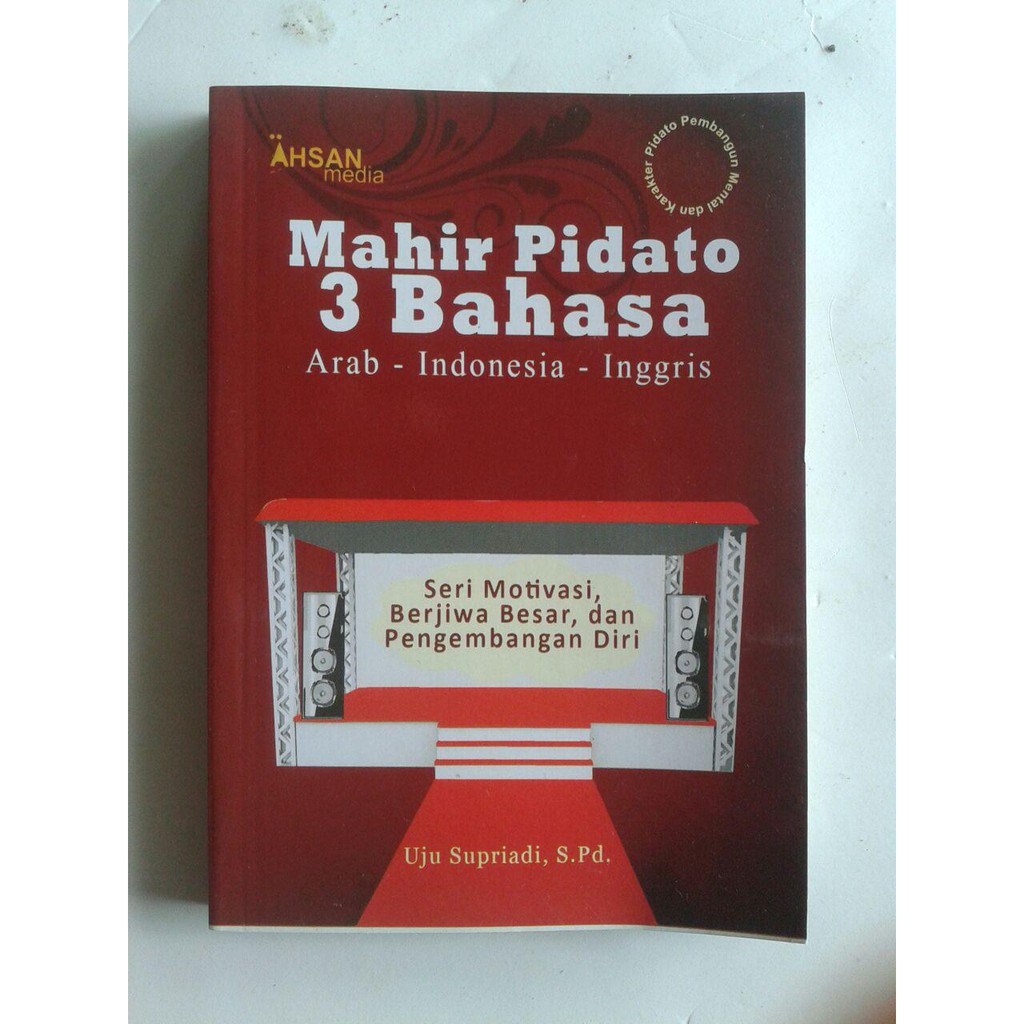 ÄHSAN
media
Pidato Pembangun Mental dan Karakter
Mahir Pidato
3 Bahasa
Arab - Indonesia - Inggris
Seri Motivasi,
Berjiwa Besar, dan
Pengembangan Diri
Uju Supriadi, S.Pd.